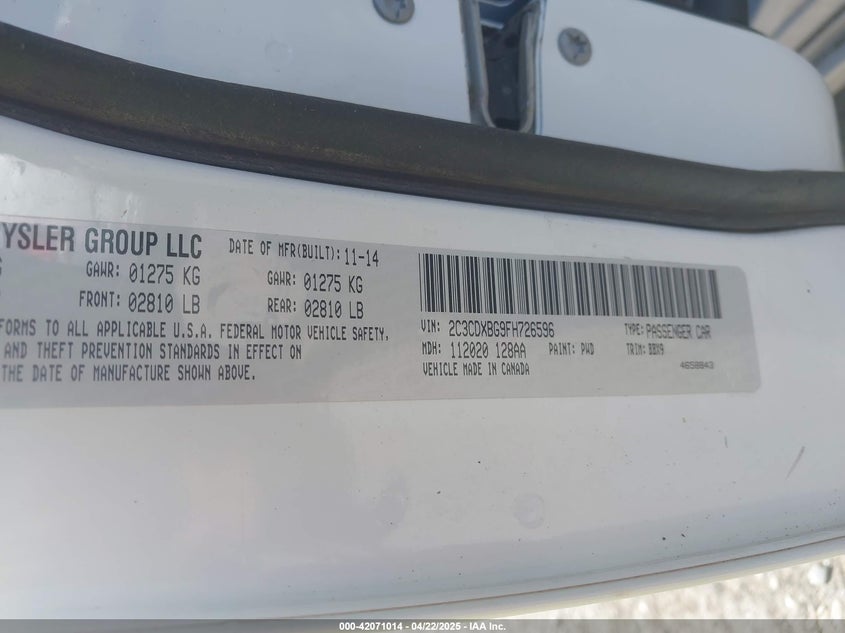 YSLER GROUP LLC DATE OF MFR(BUILT): 11-14
GAWR: 01275 KG GAWR: 01275 KG
FRONT: 02810 LB REAR: 02810 LB
FORMS TO ALL APPLICABLE U.S.A. FEDERAL MOTOR VEHICLE SAFETY,
AND THEFT PREVENTION STANDARDS IN EFFECT ON
THE DATE OF MANUFACTURE SHOWN ABOVE.
VIN: 2C3CDXBG9FH726596 TYPE: PASSENGER CAR
MDH: 112020 128AA PAINT: PWD TRIM: BBX9
VEHICLE MADE IN CANADA 4658843
000-42071014 - 04/22/2025 - IAA Inc.